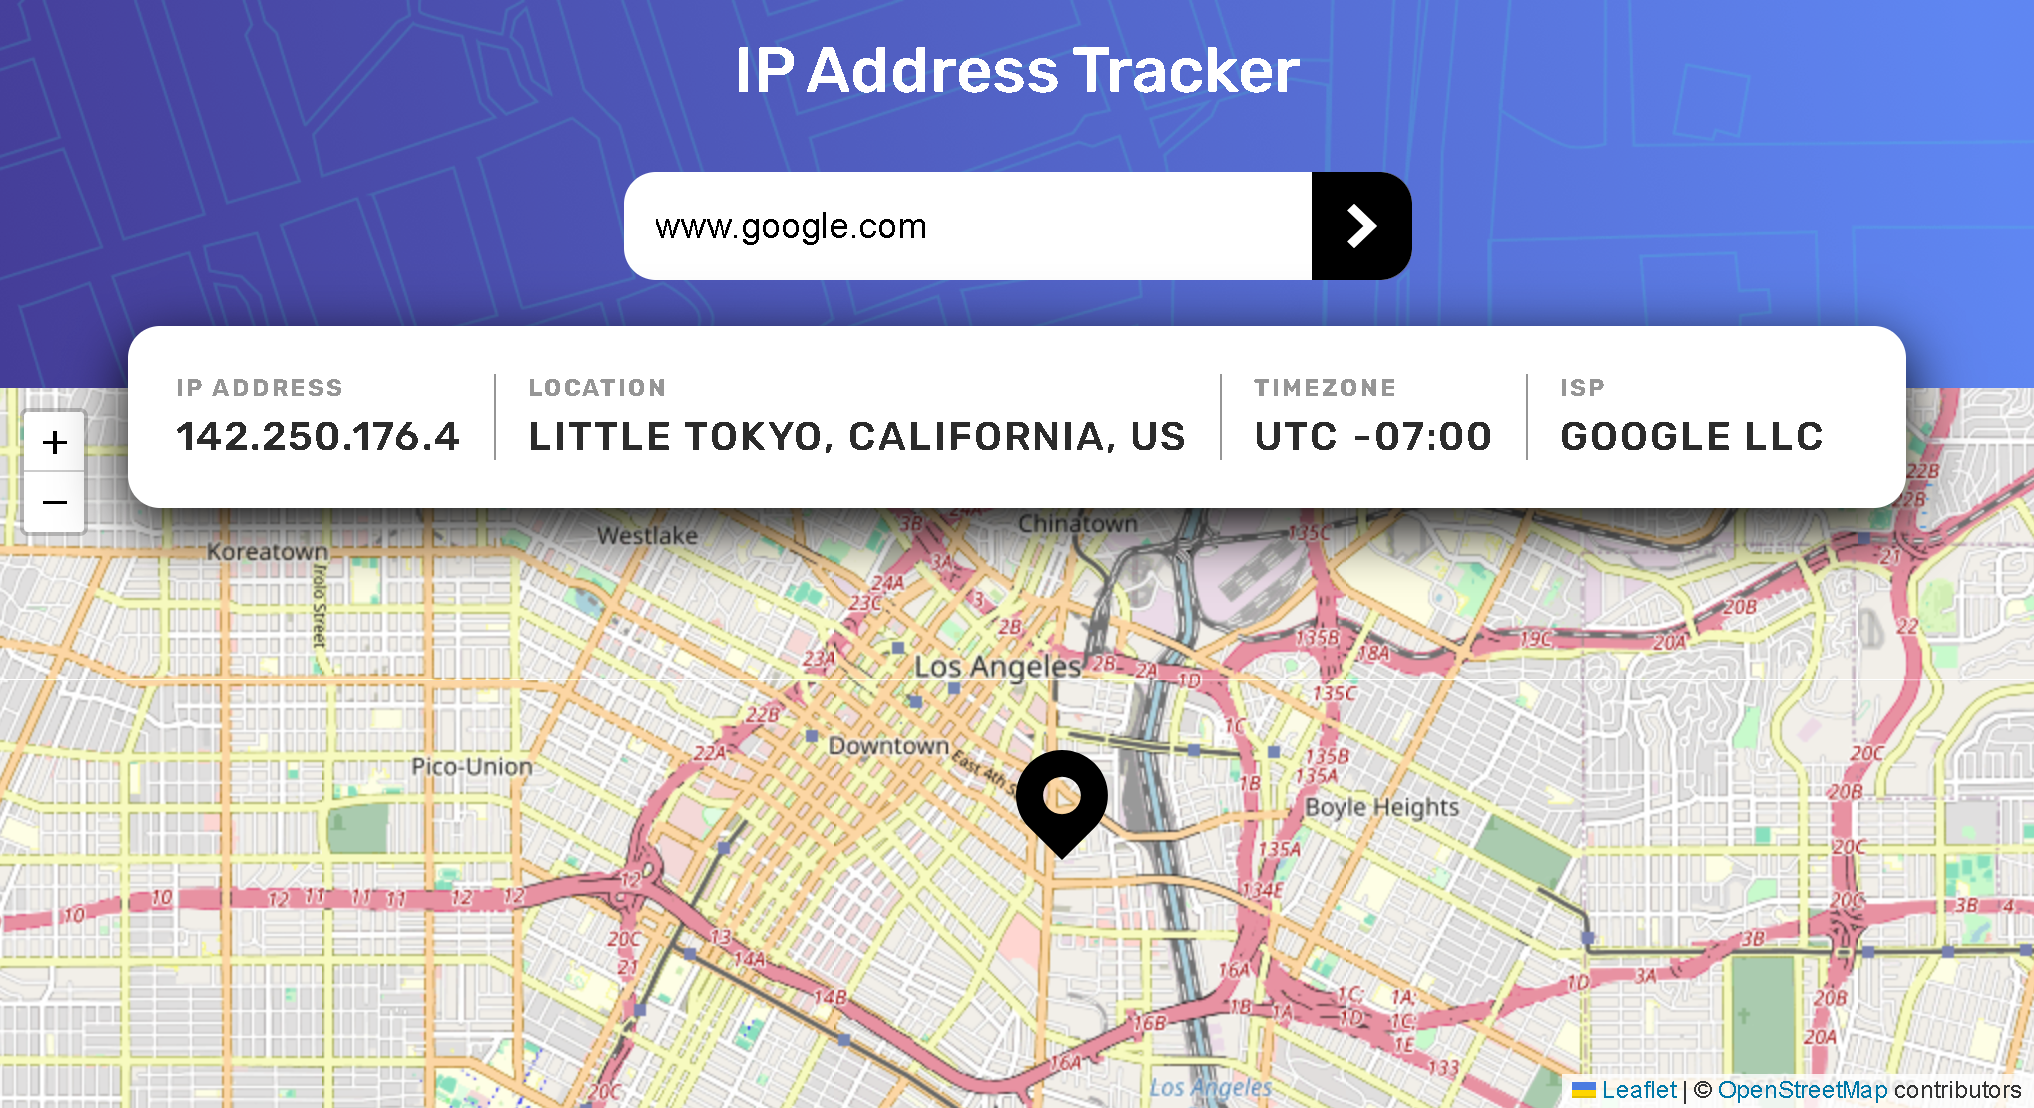 IP Address Tracker
www.google.com
IP ADDRESS
142.250.176.4
LOCATION
LITTLE TOKYO, CALIFORNIA, US
TIMEZONE
UTC -07:00
ISP
GOOGLE LLC
+
−
22B
Chinatown
3B
24A
22B
Westlake
135C
Koreatown
21
3A
24A
23C
3
20B
2B
22
135B
19C
20A
18A
23A
Los Angeles
2B
2A
1D
135C
22B
1C
Downtown
22A
East 4th S
135B
20C
Pico-Union
135A
1B
20B
Boyle Heights
135A
20C
12
134E
10
12
11
11
11
12
12
20C
3B
4
10
20C
13
3B
14A
21
16A
3A
1D
14B
1C;
1A;
20B
1B
1A
1D
1C;
16B
20A
1E
16A
133
20C
Los Angeles
Leaflet | © OpenStreetMap contributors